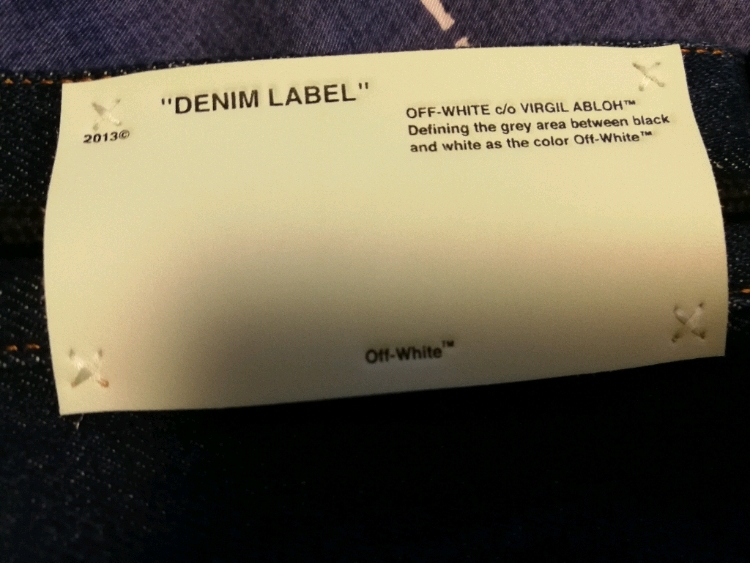 "DENIM LABEL"
2013©
OFF-WHITE c/o VIRGIL ABLOH™
Defining the grey area between black
and white as the color Off-White™
Off-White™